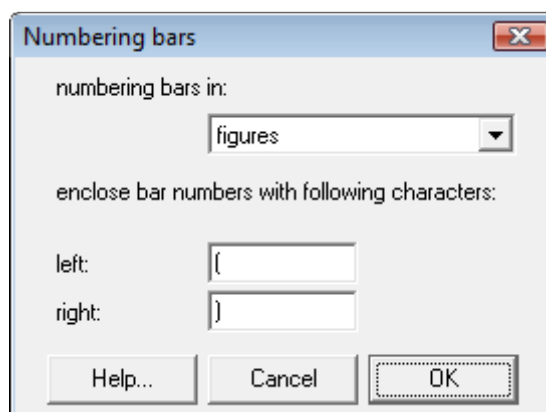 Numbering bars
numbering bars in:
figures
enclose bar numbers with following characters:
left: (
right: )
Help... Cancel OK